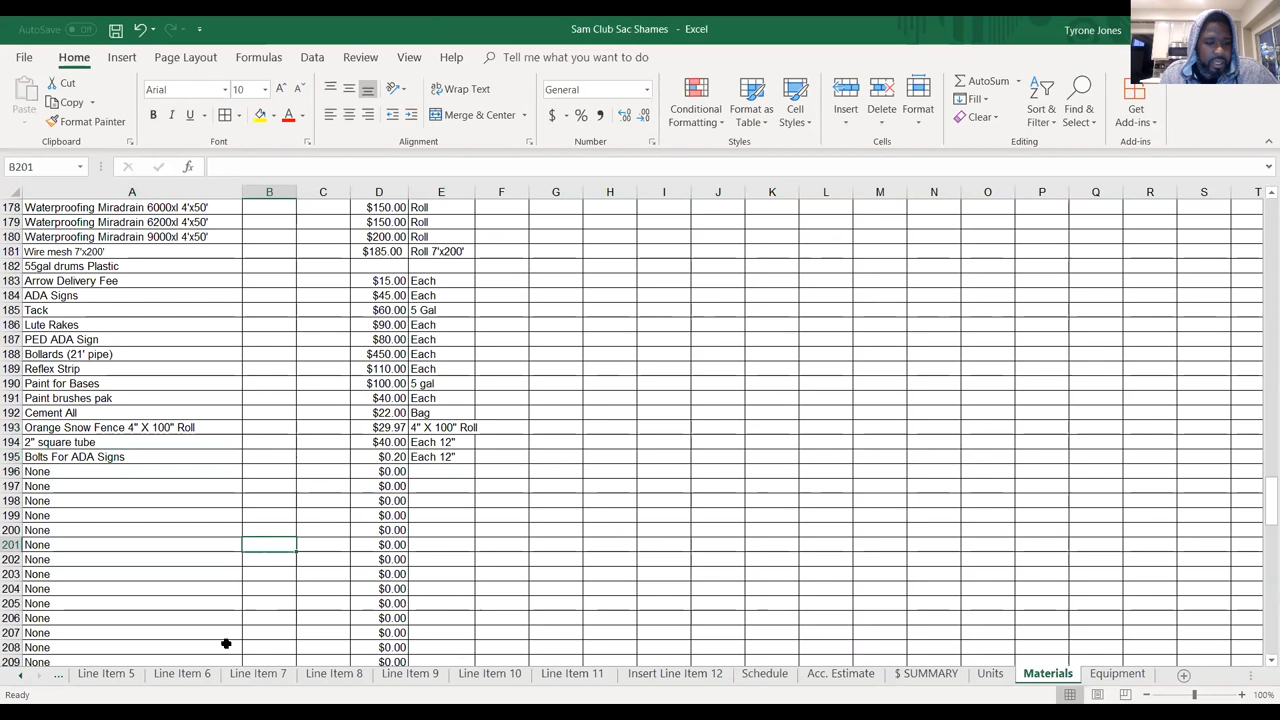 AutoSave Off Sam Club Sac Shames - Excel Tyrone Jones
File Home Insert Page Layout Formulas Data Review View Help Tell me what you want to do
Cut
Copy
Format Painter
Paste
Clipboard
Arial 10
B I U
Font
Wrap Text
Merge & Center
Alignment
General
$ % ,
Number
Conditional Formatting
Format as Table
Cell Styles
Styles
Insert Delete Format
Cells
AutoSum
Fill
Clear
Sort & Filter
Find & Select
Editing
Get Add-ins
Add-ins
B201 fx
A B C D E F G H I J K L M N O P Q R S T
178 Waterproofing Miradrain 6000xl 4'x50' $150.00 Roll
179 Waterproofing Miradrain 6200xl 4'x50' $150.00 Roll
180 Waterproofing Miradrain 9000xl 4'x50' $200.00 Roll
181 Wire mesh 7'x200' $185.00 Roll 7'x200'
182 55gal drums Plastic
183 Arrow Delivery Fee $15.00 Each
184 ADA Signs $45.00 Each
185 Tack $60.00 5 Gal
186 Lute Rakes $90.00 Each
187 PED ADA Sign $80.00 Each
188 Bollards (21' pipe) $450.00 Each
189 Reflex Strip $110.00 Each
190 Paint for Bases $100.00 5 gal
191 Paint brushes pak $40.00 Each
192 Cement All $22.00 Bag
193 Orange Snow Fence 4" X 100" Roll $29.97 4" X 100" Roll
194 2" square tube $40.00 Each 12"
195 Bolts For ADA Signs $0.20 Each 12"
196 None $0.00
197 None $0.00
198 None $0.00
199 None $0.00
200 None $0.00
201 None $0.00
202 None $0.00
203 None $0.00
204 None $0.00
205 None $0.00
206 None $0.00
207 None $0.00
208 None $0.00
209 None $0.00
... Line Item 5 Line Item 6 Line Item 7 Line Item 8 Line Item 9 Line Item 10 Line Item 11 Insert Line Item 12 Schedule Acc. Estimate $ SUMMARY Units Materials Equipment
Ready 100%